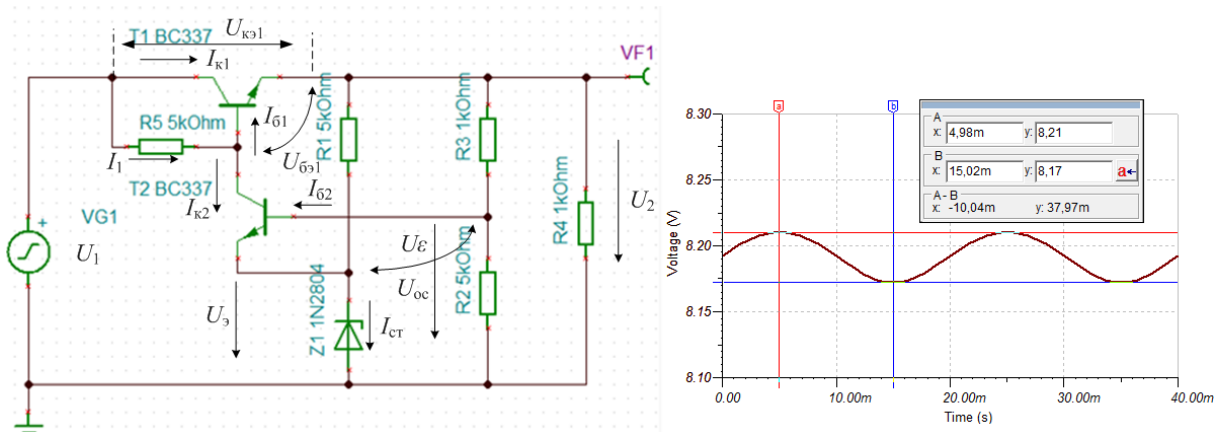 Uкэ1
T1 BC337
Iк1
VF1
R5 5kOhm
Iб1
R1 5kOhm
R3 1kOhm
I1
Uбэ1
T2 BC337
Iк2
Iб2
VG1
+
U1
Uε
R4 1kOhm
U2
Uос
R2 5kOhm
Uэ
Z1 1N2804
Iст
a
b
8.30
8.25
8.20
8.15
8.10
Voltage (V)
0.00
10.00m
20.00m
30.00m
40.00m
Time (s)
A
x: 4,98m y: 8,21
B
x: 15,02m y: 8,17 a
A - B
x: -10,04m y: 37,97m